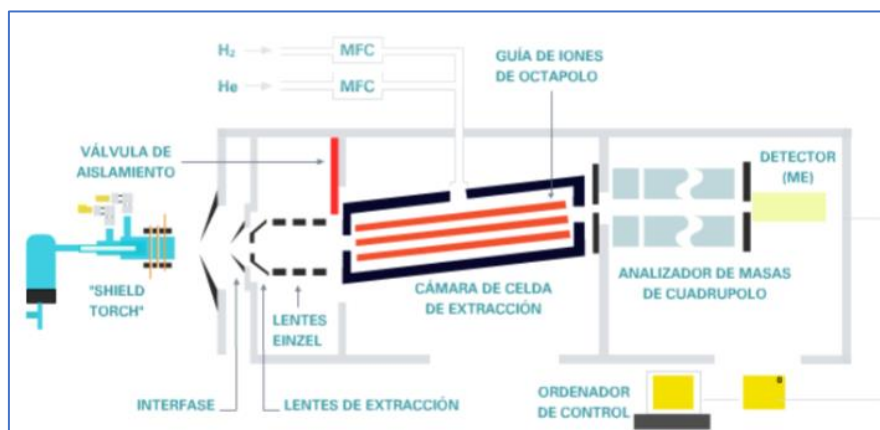 H₂
MFC
He
MFC
GUÍA DE IONES
DE OCTAPOLO
VÁLVULA DE
AISLAMIENTO
DETECTOR
(ME)
"SHIELD
TORCH"
LENTES
EINZEL
CÁMARA DE CELDA
DE EXTRACCIÓN
ANALIZADOR DE MASAS
DE CUADRUPOLO
INTERFASE
LENTES DE EXTRACCIÓN
ORDENADOR
DE CONTROL